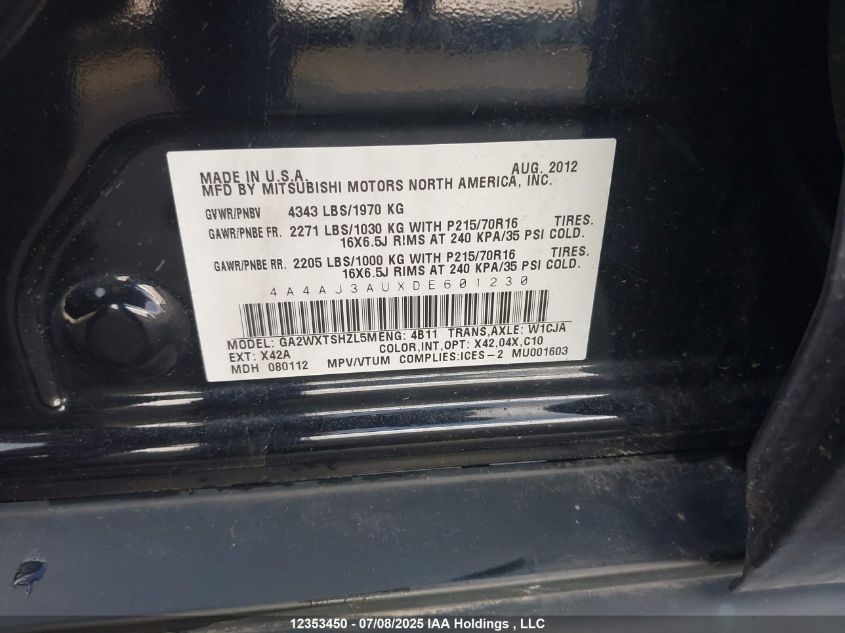 MADE IN U.S.A. AUG. 2012
MFD BY MITSUBISHI MOTORS NORTH AMERICA, INC.
GVWR/PNBV 4343 LBS/1970 KG
GAWR/PNBE FR. 2271 LBS/1030 KG WITH P215/70R16 TIRES.
16X6.5J RIMS AT 240 KPA/35 PSI COLD.
GAWR/PNBE RR. 2205 LBS/1000 KG WITH P215/70R16 TIRES.
16X6.5J RIMS AT 240 KPA/35 PSI COLD.
4A4AJ3AUXDE601230
MODEL: GA2WXTSHZL5MENG: 4B11 TRANS,AXLE: W1CJA
EXT: X42A COLOR,INT,OPT: X42,04X,C10
MDH 080112 MPV/VTUM COMPLIES:ICES-2 MU001603
12353450 - 07/08/2025 IAA Holdings , LLC